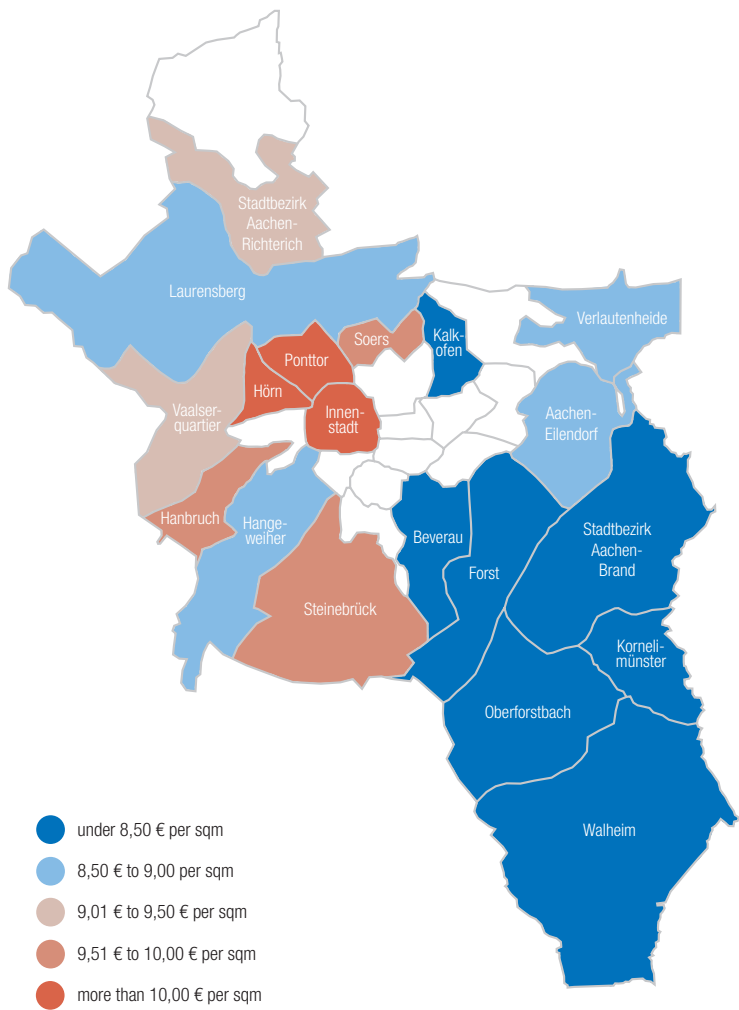 Stadtbezirk
Aachen-
Richterich
Laurensberg
Verlautenheide
Soers
Kalk-
ofen
Ponttor
Hörn
Vaalser-
quartier
Innen-
stadt
Aachen-
Eilendorf
Hanbruch
Hange-
weiher
Beverau
Forst
Stadtbezirk
Aachen-
Brand
Steinebrück
Korneli-
münster
Oberforstbach
Walheim
under 8,50 € per sqm
8,50 € to 9,00 per sqm
9,01 € to 9,50 € per sqm
9,51 € to 10,00 € per sqm
more than 10,00 € per sqm